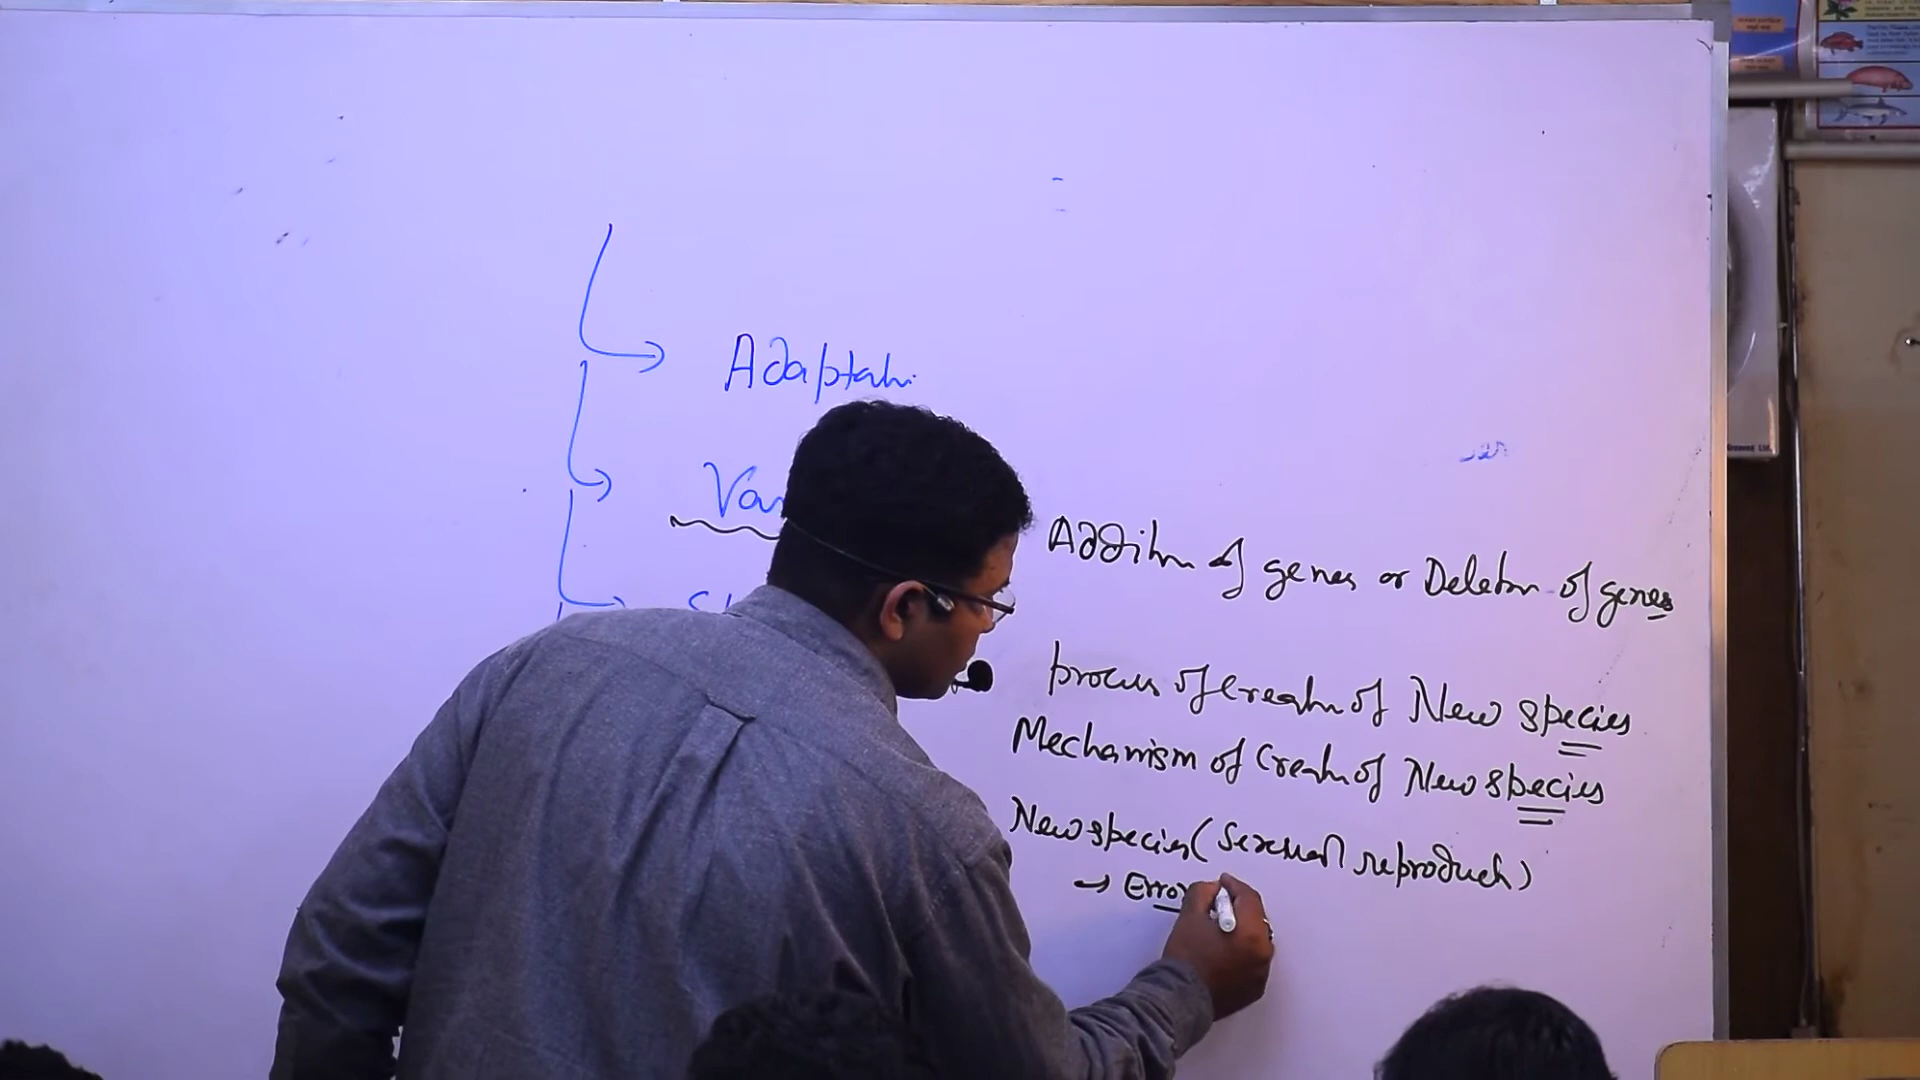 Adaptati
Var
Addition of genes or Deletion of genes
process of creation of New species
Mechanism of Creation of New species
New species (sexual reproduction)
→ Error